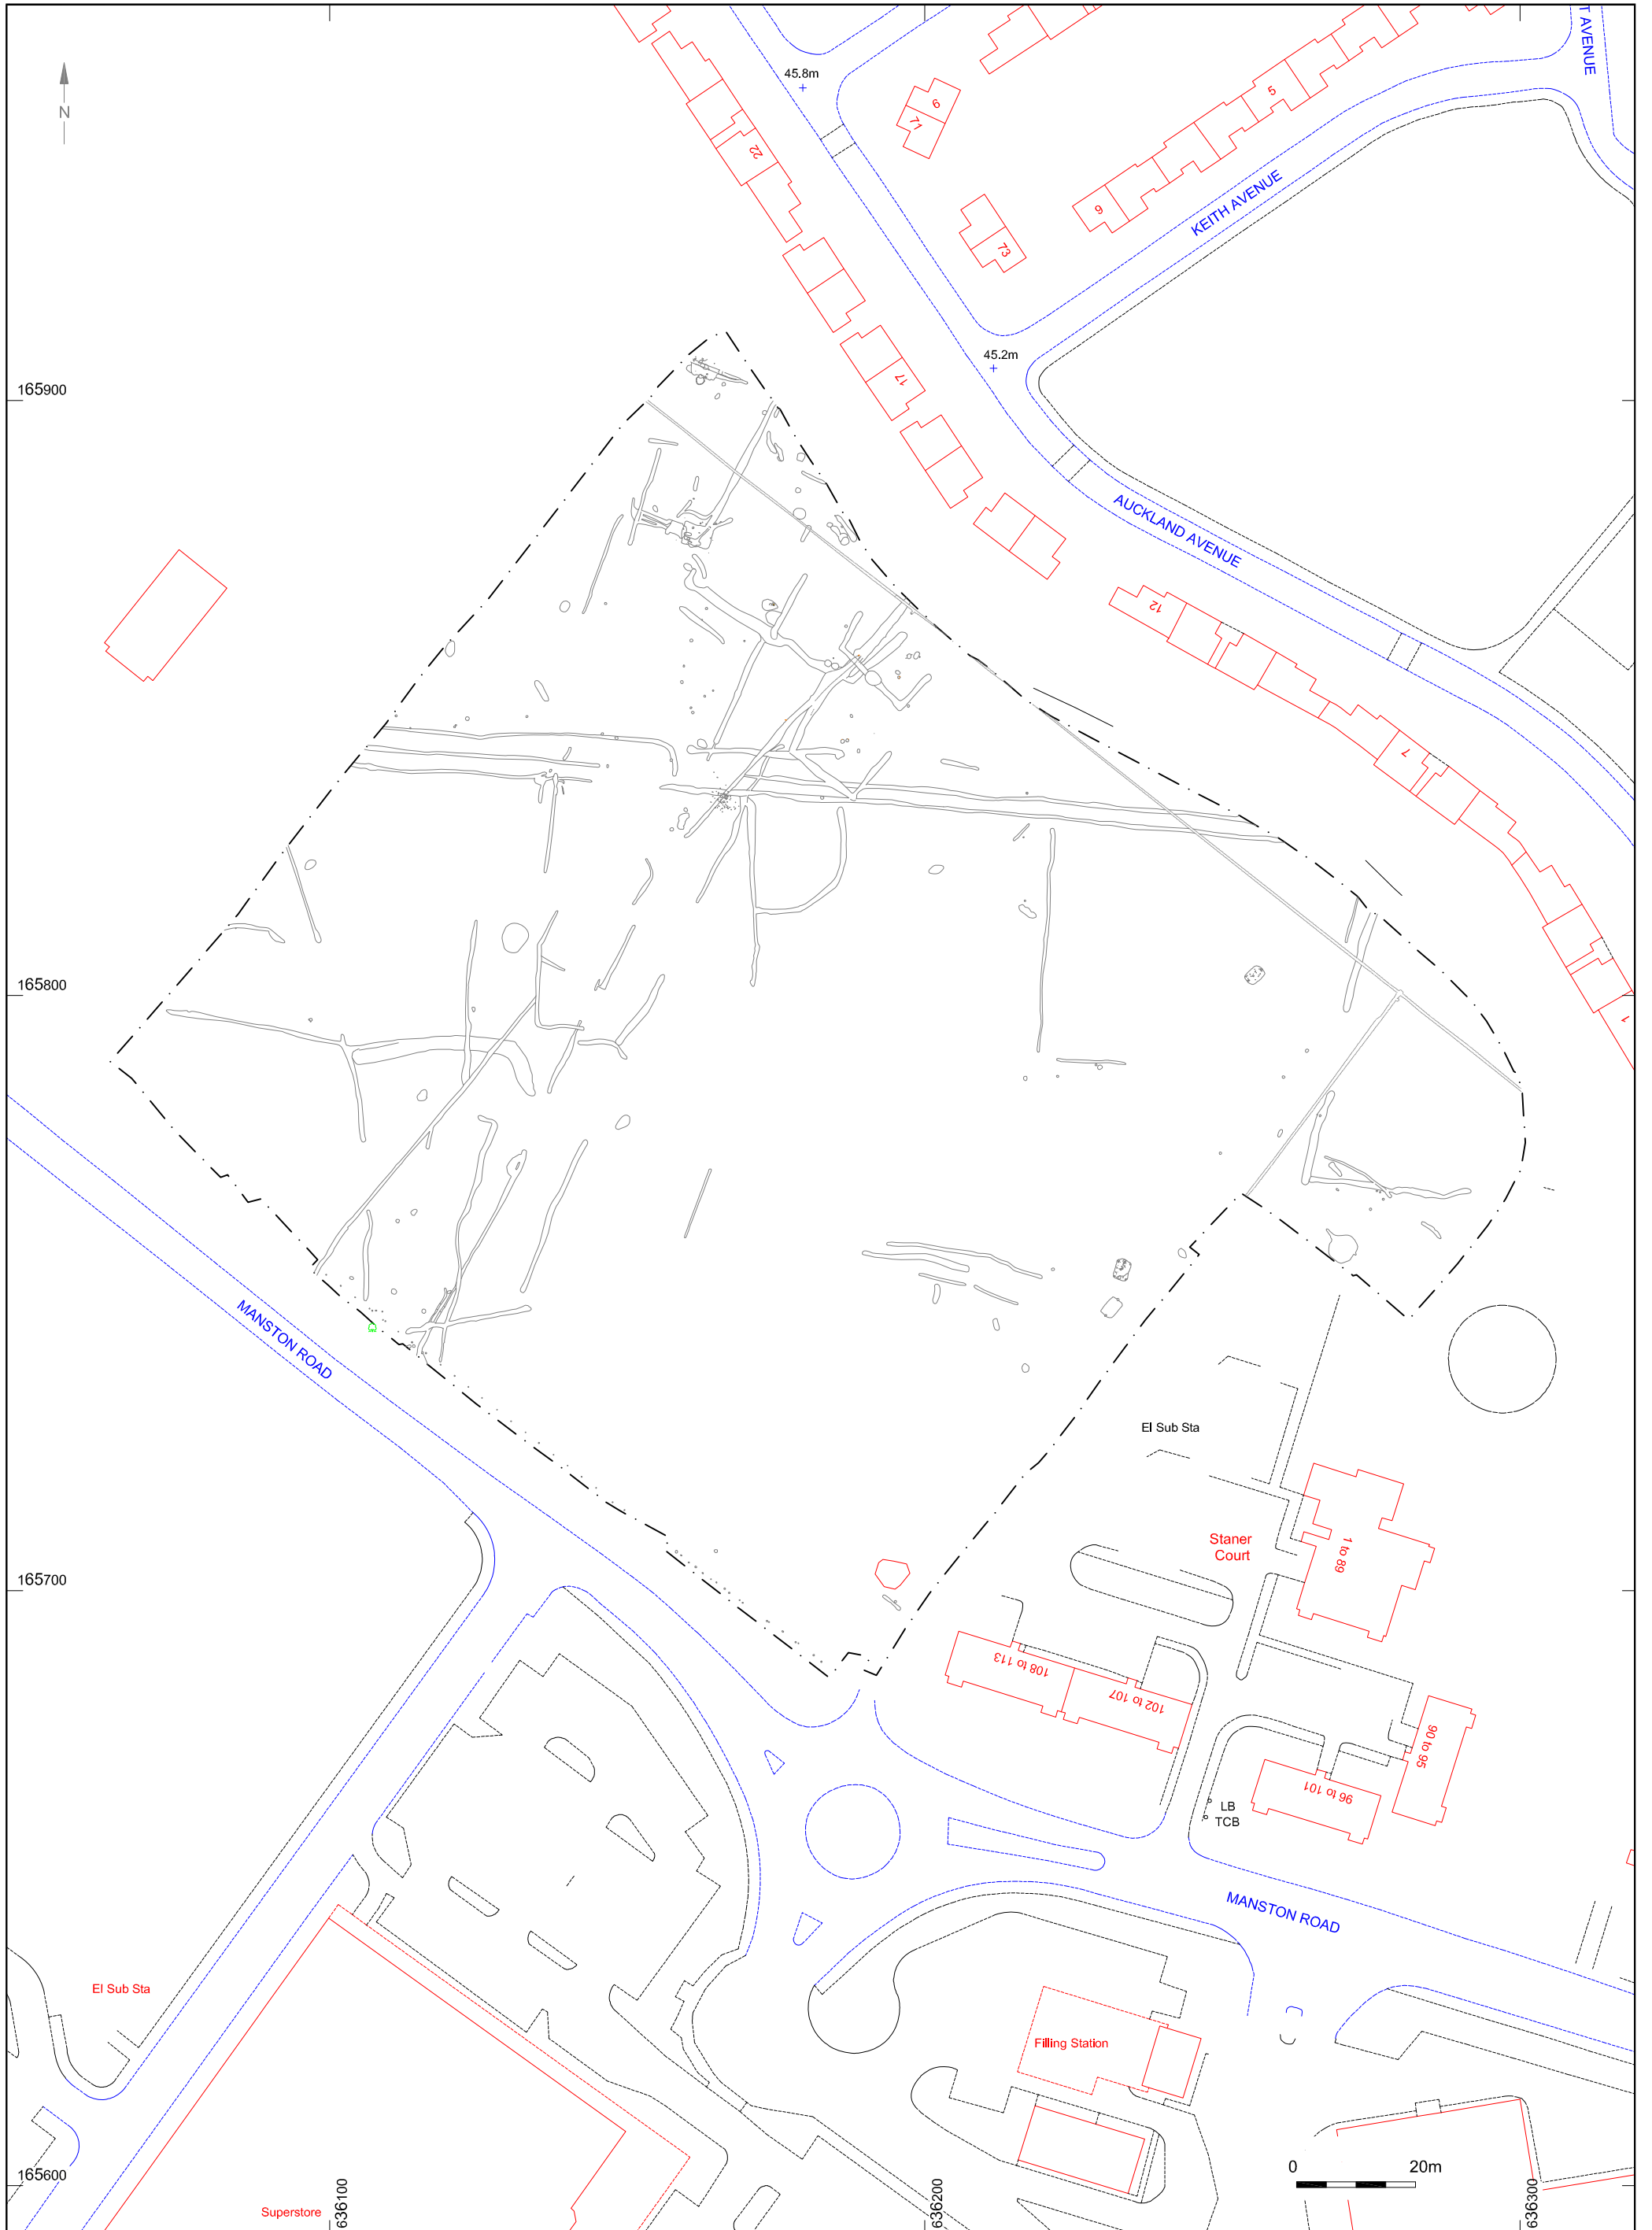 T AVENUE
45.8m
N
6
71
5
22
9
KEITH AVENUE
73
45.2m
17
165900
AUCKLAND AVENUE
12
7
165800
1
MANSTON ROAD
El Sub Sta
Staner
Court
1 to 89
165700
108 to 113
102 to 107
90 to 95
96 to 101
LB
TCB
MANSTON ROAD
El Sub Sta
Filling Station
0
20m
165600
636100
636200
636300
Superstore